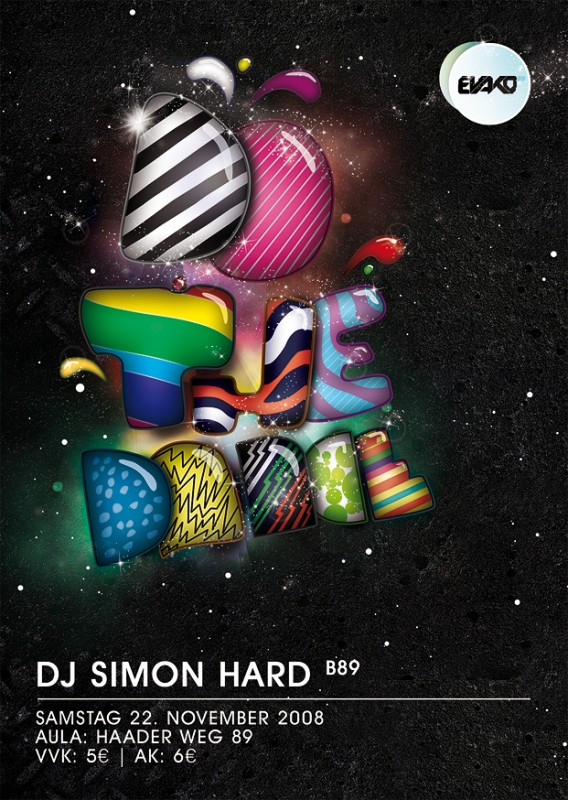 EVAKO
DO
THE
DANCE
DJ SIMON HARD B89
SAMSTAG 22. NOVEMBER 2008
AULA: HAADER WEG 89
VVK: 5€ | AK: 6€